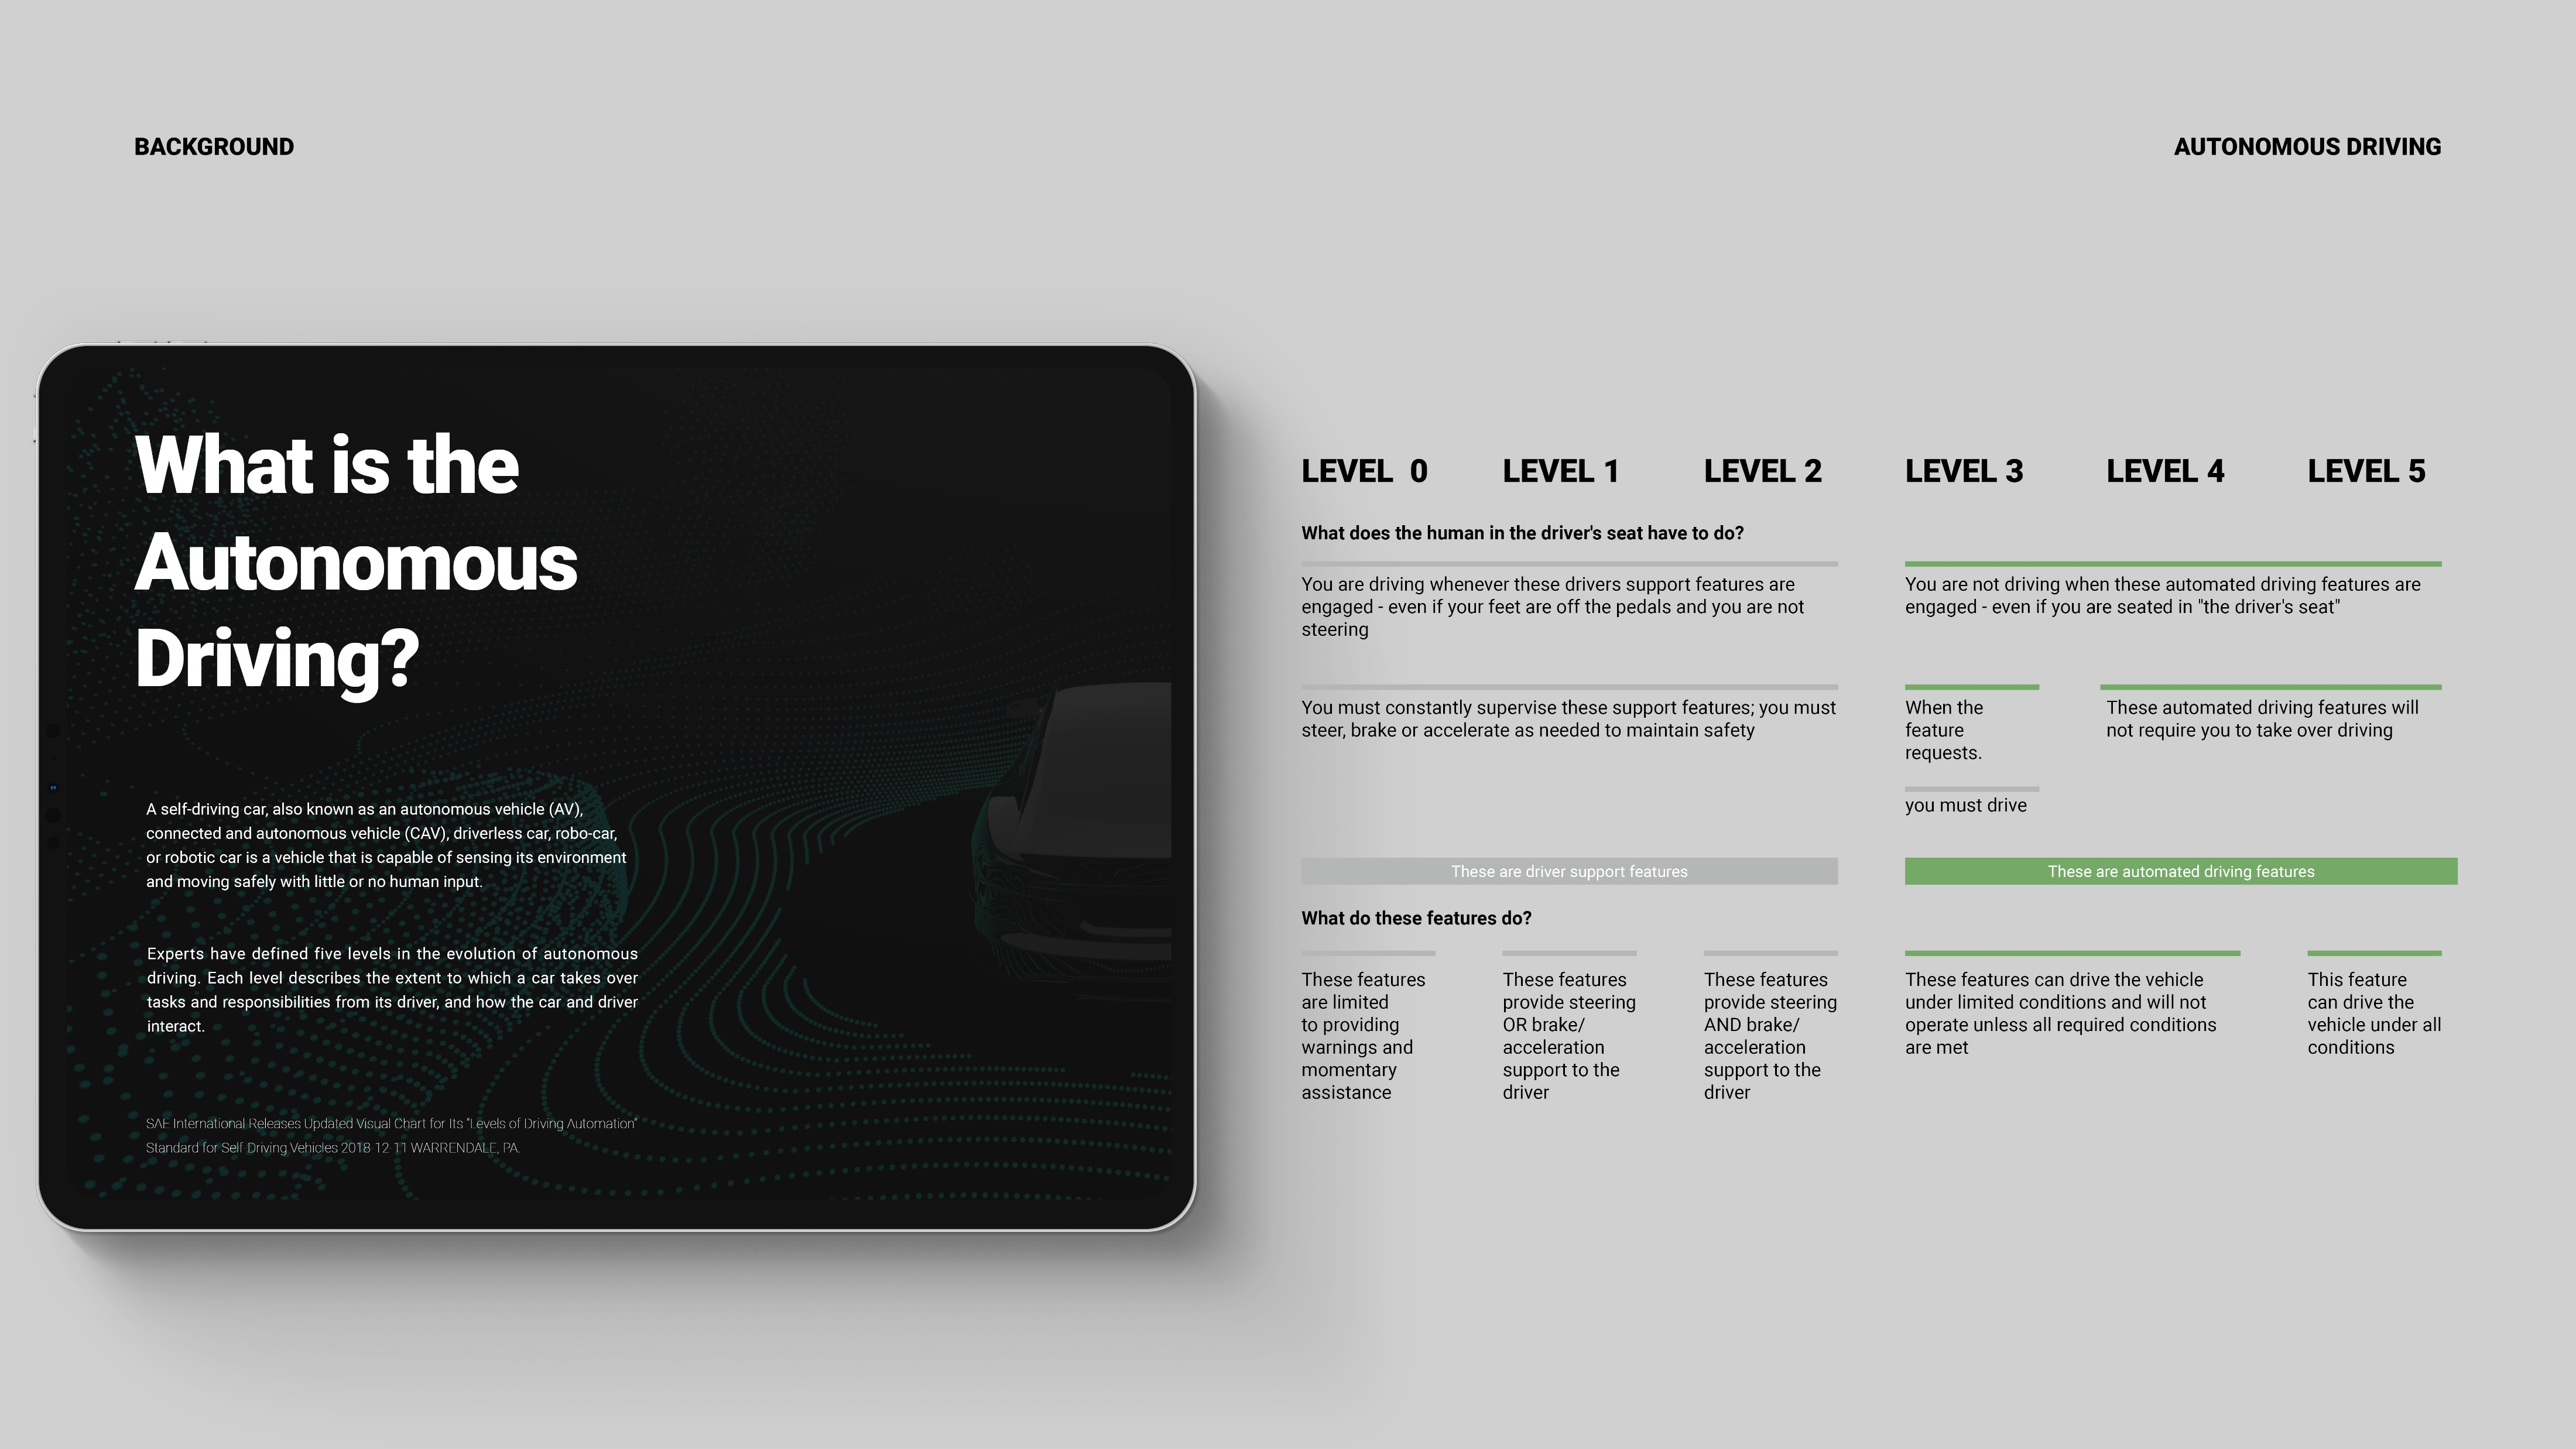 BACKGROUND
AUTONOMOUS DRIVING
What is the
Autonomous
Driving?
A self-driving car, also known as an autonomous vehicle (AV),
connected and autonomous vehicle (CAV), driverless car, robo-car,
or robotic car is a vehicle that is capable of sensing its environment
and moving safely with little or no human input.
Experts have defined five levels in the evolution of autonomous
driving. Each level describes the extent to which a car takes over
tasks and responsibilities from its driver, and how the car and driver
interact.
SAE International Releases Updated Visual Chart for Its "Levels of Driving Automation"
Standard for Self Driving Vehicles 2018-12-11 WARRENDALE, PA.
LEVEL 0
LEVEL 1
LEVEL 2
LEVEL 3
LEVEL 4
LEVEL 5
What does the human in the driver's seat have to do?
You are driving whenever these drivers support features are
engaged - even if your feet are off the pedals and you are not
steering
You are not driving when these automated driving features are
engaged - even if you are seated in "the driver's seat"
You must constantly supervise these support features; you must
steer, brake or accelerate as needed to maintain safety
When the
feature
requests.
you must drive
These automated driving features will
not require you to take over driving
These are driver support features
These are automated driving features
What do these features do?
These features
are limited
to providing
warnings and
momentary
assistance
These features
provide steering
OR brake/
acceleration
support to the
driver
These features
provide steering
AND brake/
acceleration
support to the
driver
These features can drive the vehicle
under limited conditions and will not
operate unless all required conditions
are met
This feature
can drive the
vehicle under all
conditions